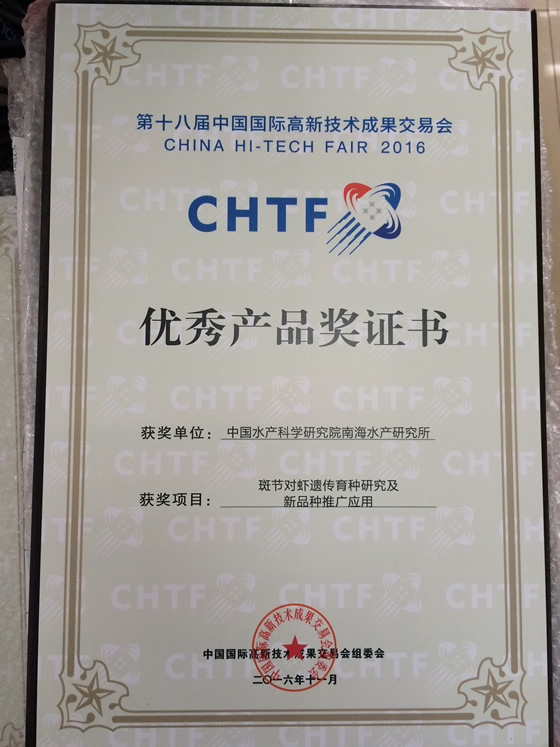 第十八届中国国际高新技术成果交易会
CHINA HI-TECH FAIR 2016
CHTF
优秀产品奖证书
获奖单位：中国水产科学研究院南海水产研究所
获奖项目：斑节对虾遗传育种研究及
新品种推广应用
中国国际高新技术成果交易会组委会
二〇一六年十一月